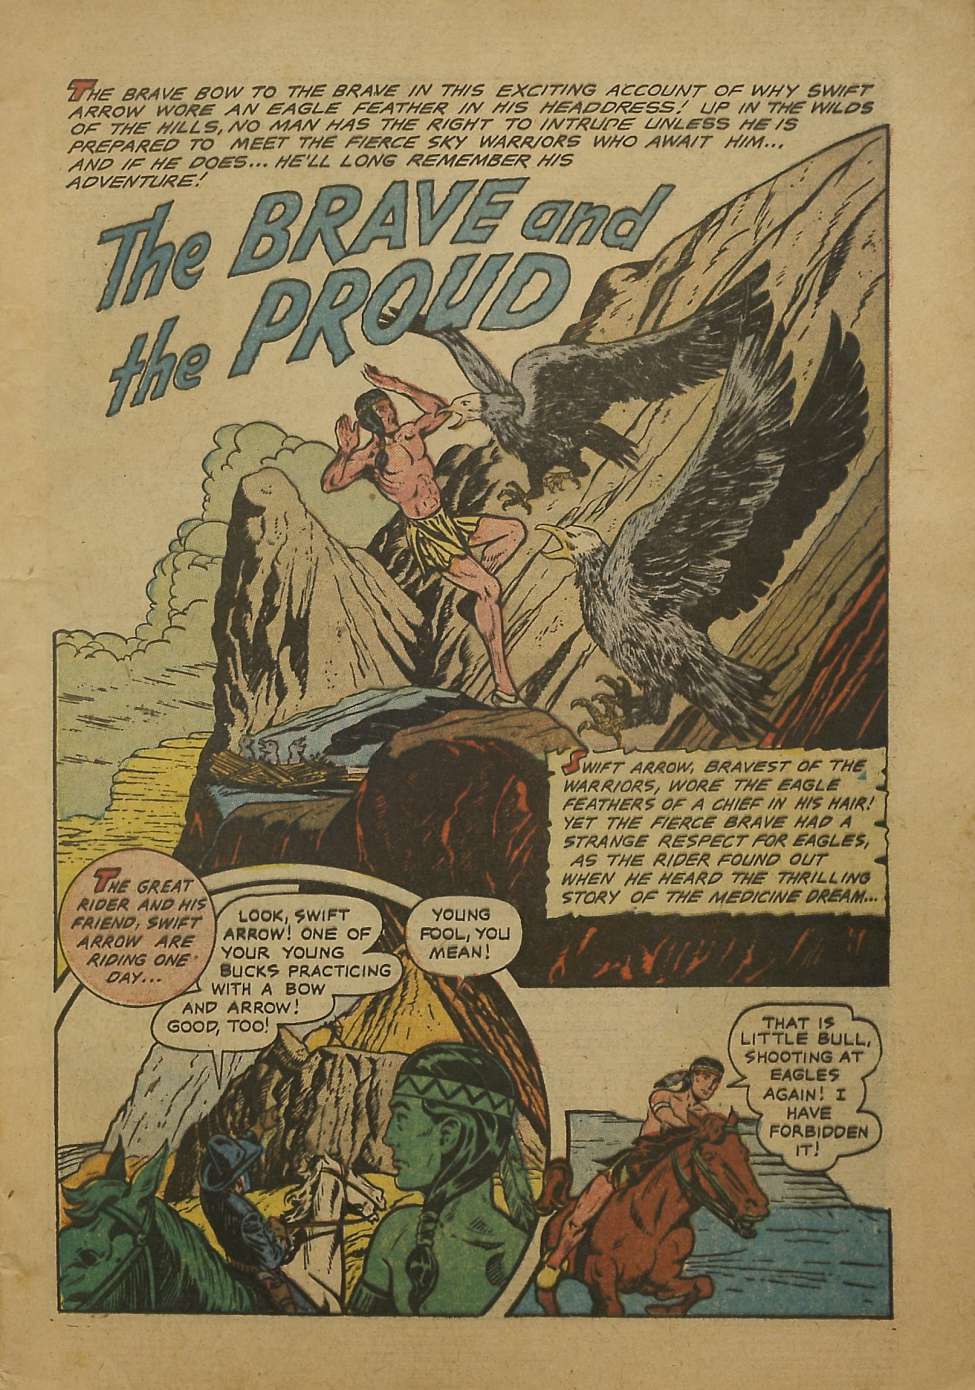 THE BRAVE BOW TO THE BRAVE IN THIS EXCITING ACCOUNT OF WHY SWIFT
ARROW WORE AN EAGLE FEATHER IN HIS HEADDRESS! UP IN THE WILDS
OF THE HILLS, NO MAN HAS THE RIGHT TO INTRUDE UNLESS HE IS
PREPARED TO MEET THE FIERCE SKY WARRIORS WHO AWAIT HIM...
AND IF HE DOES... HE'LL LONG REMEMBER HIS
ADVENTURE!
The BRAVE and
the PROUD
SWIFT ARROW, BRAVEST OF THE
WARRIORS, WORE THE EAGLE
FEATHERS OF A CHIEF IN HIS HAIR!
YET THE FIERCE BRAVE HAD A
STRANGE RESPECT FOR EAGLES,
AS THE RIDER FOUND OUT
WHEN HE HEARD THE THRILLING
STORY OF THE MEDICINE DREAM...
THE GREAT
RIDER AND HIS
FRIEND, SWIFT
ARROW ARE
RIDING ONE
DAY...
LOOK, SWIFT
ARROW! ONE OF
YOUR YOUNG
BUCKS PRACTICING
WITH A BOW
AND ARROW!
GOOD, TOO!
YOUNG
FOOL, YOU
MEAN!
THAT IS
LITTLE BULL,
SHOOTING AT
EAGLES
AGAIN! I
HAVE
FORBIDDEN
IT!